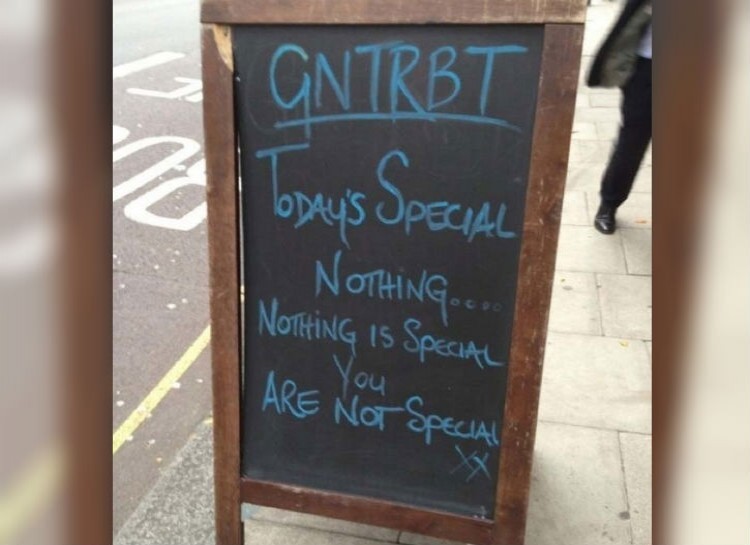 GNTRBT
TODAY'S SPECIAL
NOTHING....
NOTHING IS SPECIAL
YOU
ARE NOT SPECIAL
XX